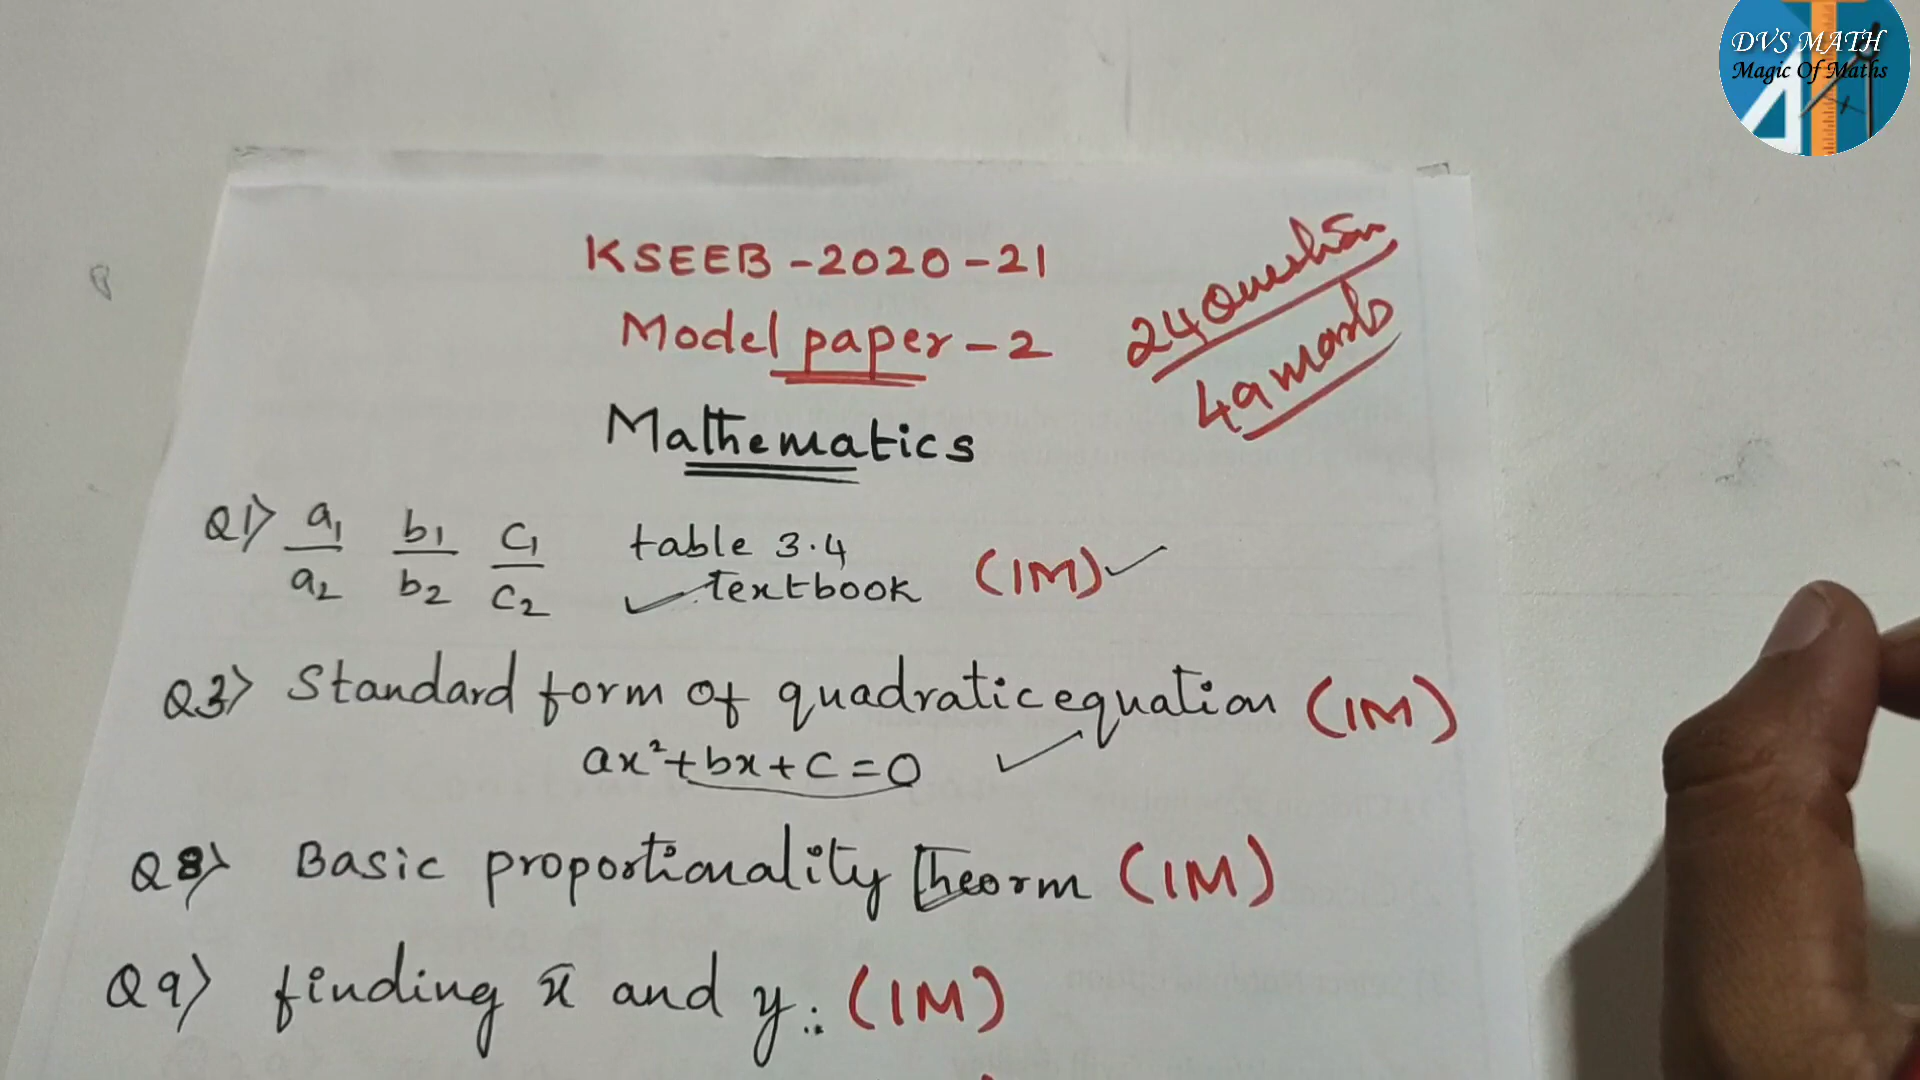 DVS MATH
Magic Of Maths
KSEEB - 2020 - 21
Model paper - 2
24 Question
49 marks
Mathematics
Q1) a1/a2 b1/b2 c1/c2 table 3.4 textbook (1M)
Q3) Standard form of quadratic equation (1M)
ax²+bx+c=0
Q8) Basic proportionality theorm (1M)
Q9) finding x and y. (1M)